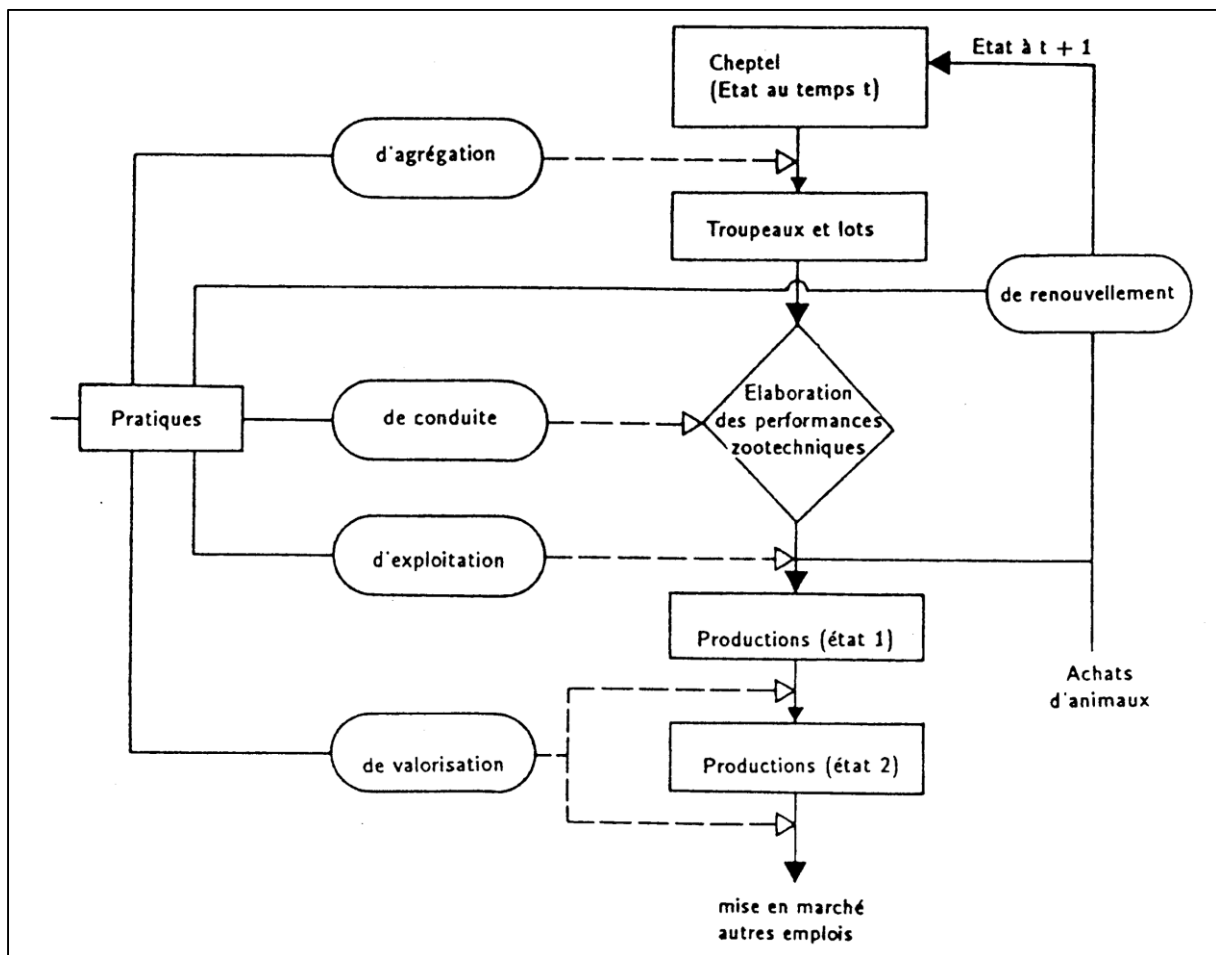 Etat à t + 1
Cheptel
(Etat au temps t)
d'agrégation
Troupeaux et lots
de renouvellement
Pratiques
de conduite
Elaboration
des performances
zootechniques
d'exploitation
Productions (état 1)
Achats
d'animaux
de valorisation
Productions (état 2)
mise en marché
autres emplois